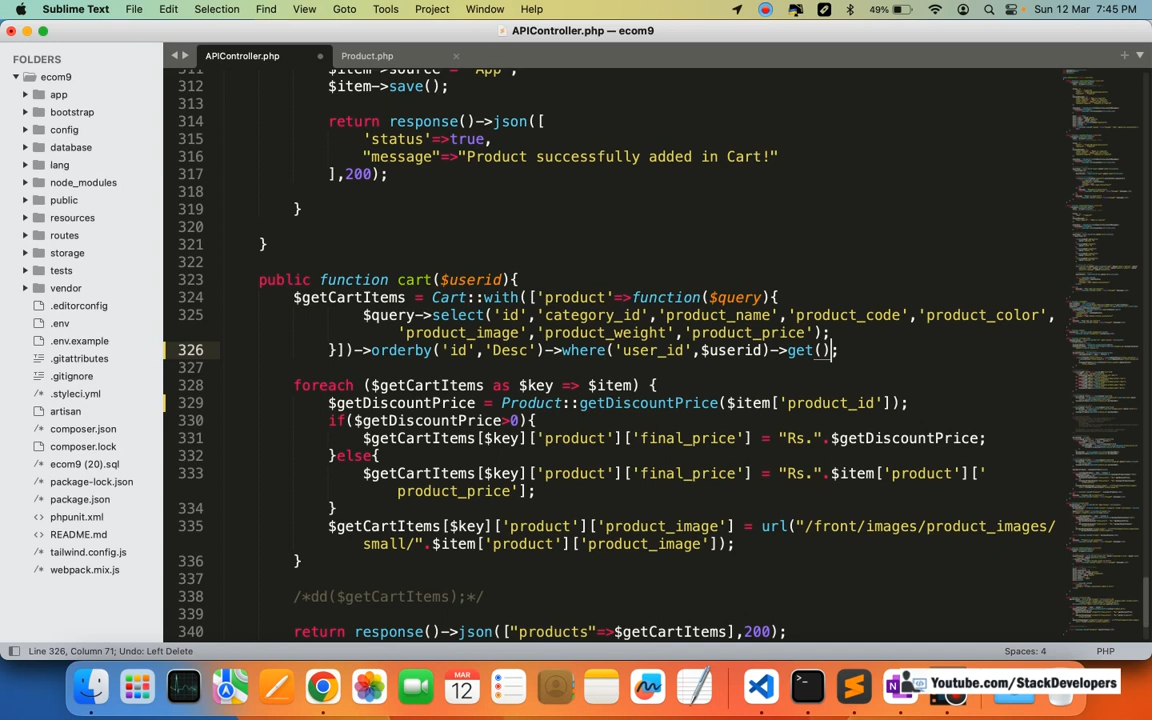 Sublime Text File Edit Selection Find View Goto Tools Project Window Help 49% Sun 12 Mar 7:45 PM
APIController.php — ecom9
FOLDERS
ecom9
app
bootstrap
config
database
lang
node_modules
public
resources
routes
storage
tests
vendor
.editorconfig
.env
.env.example
.gitattributes
.gitignore
.styleci.yml
artisan
composer.json
composer.lock
ecom9 (20).sql
package-lock.json
package.json
phpunit.xml
README.md
tailwind.config.js
webpack.mix.js
APIController.php Product.php
311 $item->source = "App";
312 $item->save();
313
314 return response()->json([
315 'status'=>true,
316 "message"=>"Product successfully added in Cart!"
317 ],200);
318
319 }
320
321 }
322
323 public function cart($userid){
324 $getCartItems = Cart::with(['product'=>function($query){
325 $query->select('id','category_id','product_name','product_code','product_color',
'product_image','product_weight','product_price');
326 }])->orderby('id','Desc')->where('user_id',$userid)->get();
327
328 foreach ($getCartItems as $key => $item) {
329 $getDiscountPrice = Product::getDiscountPrice($item['product_id']);
330 if($getDiscountPrice>0){
331 $getCartItems[$key]['product']['final_price'] = "Rs.".$getDiscountPrice;
332 }else{
333 $getCartItems[$key]['product']['final_price'] = "Rs.".$item['product']['
product_price'];
334 }
335 $getCartItems[$key]['product']['product_image'] = url("/front/images/product_images/
small/".$item['product']['product_image']);
336 }
337
338 /*dd($getCartItems);*/
339
340 return response()->json(["products"=>$getCartItems],200);
Line 326, Column 71; Undo: Left Delete Spaces: 4 PHP
MAR
12
Youtube.com/StackDevelopers